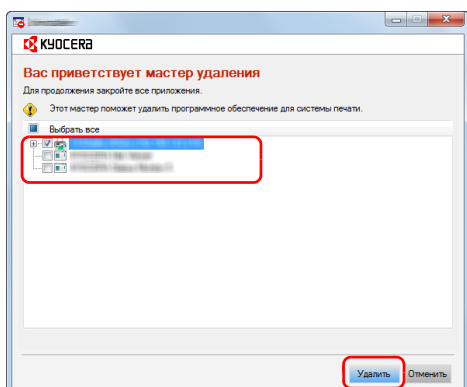 KYOCERA
Вас приветствует мастер удаления
Для продолжения закройте все приложения.
Этот мастер поможет удалить программное обеспечение для системы печати.
Выбрать все
Удалить
Отменить